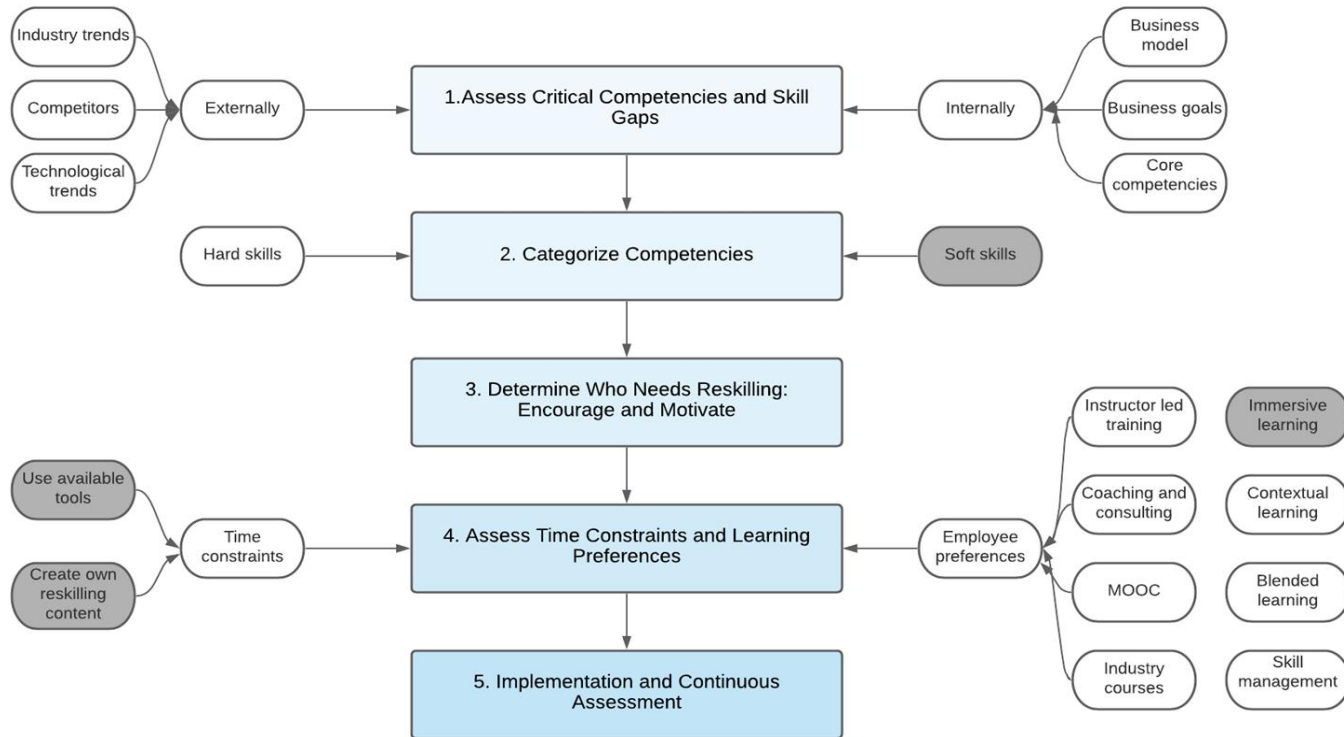 Industry trends
Competitors
Technological
trends
Externally
1.Assess Critical Competencies and Skill
Gaps
Internally
Business
model
Business goals
Core
competencies
Hard skills
2. Categorize Competencies
Soft skills
3. Determine Who Needs Reskilling:
Encourage and Motivate
Use available
tools
Create own
reskilling
content
Time
constraints
4. Assess Time Constraints and Learning
Preferences
Employee
preferences
Instructor led
training
Immersive
learning
Coaching and
consulting
Contextual
learning
MOOC
Blended
learning
Industry
courses
Skill
management
5. Implementation and Continuous
Assessment